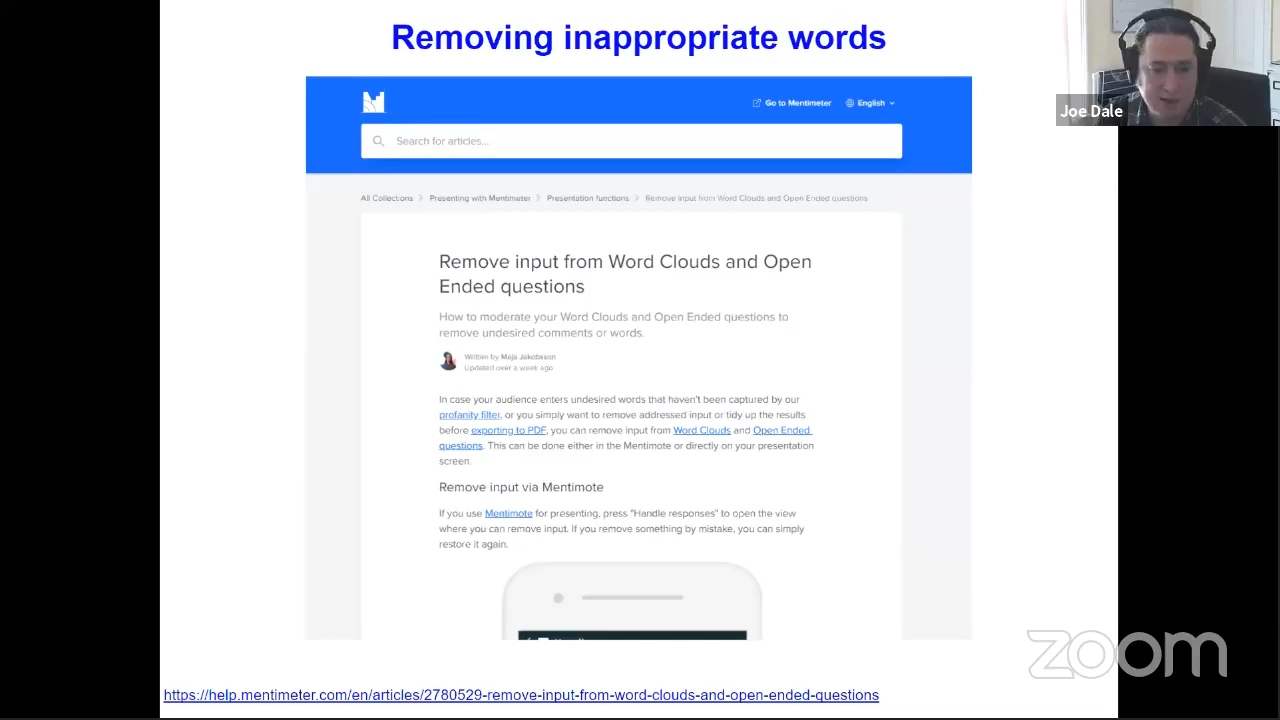 Removing inappropriate words
Joe Dale
Go to Mentimeter
English
Search for articles...
All Collections > Presenting with Mentimeter > Presentation functions > Remove input from Word Clouds and Open Ended questions
Remove input from Word Clouds and Open
Ended questions
How to moderate your Word Clouds and Open Ended questions to
remove undesired comments or words.
Written by Maja Jakobsson
Updated over a week ago
In case your audience enters undesired words that haven't been captured by our
profanity filter, or you simply want to remove addressed input or tidy up the results
before exporting to PDF, you can remove input from Word Clouds and Open Ended
questions. This can be done either in the Mentimote or directly on your presentation
screen.
Remove input via Mentimote
If you use Mentimote for presenting, press "Handle responses" to open the view
where you can remove input. If you remove something by mistake, you can simply
restore it again.
zoom
https://help.mentimeter.com/en/articles/2780529-remove-input-from-word-clouds-and-open-ended-questions